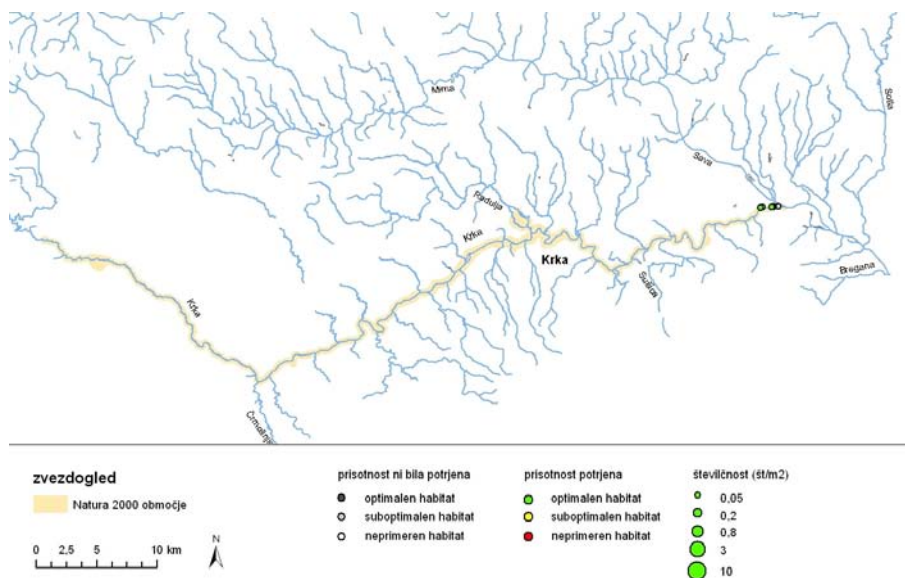 Mirna
Sotla
Sava
Radulja
Krka
Krka
Sušica
Bregana
Krka
zvezdogled
Natura 2000 območje
0 2,5 5 10 km
N
prisotnost ni bila potrjena
optimalen habitat
suboptimalen habitat
neprimeren habitat
prisotnost potrjena
optimalen habitat
suboptimalen habitat
neprimeren habitat
številčnost (št/m2)
0,05
0,2
0,8
3
10